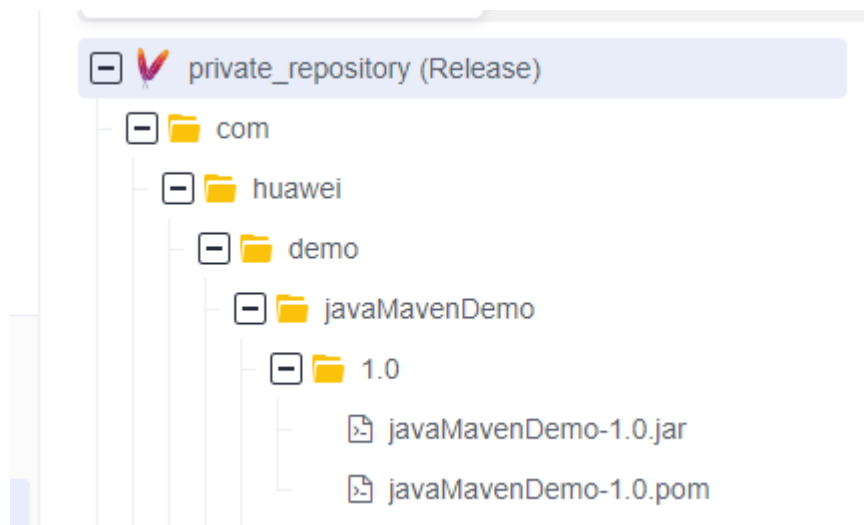 private_repository (Release)
com
huawei
demo
javaMavenDemo
1.0
javaMavenDemo-1.0.jar
javaMavenDemo-1.0.pom